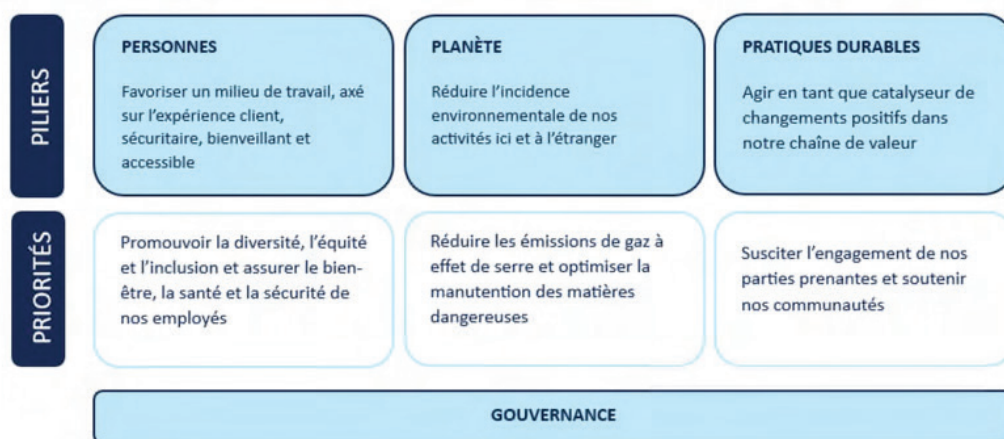 PILIERS
PERSONNES
Favoriser un milieu de travail, axé
sur l'expérience client,
sécuritaire, bienveillant et
accessible
PLANÈTE
Réduire l'incidence
environnementale de nos
activités ici et à l'étranger
PRATIQUES DURABLES
Agir en tant que catalyseur de
changements positifs dans
notre chaîne de valeur
PRIORITÉS
Promouvoir la diversité, l'équité
et l'inclusion et assurer le bien-
être, la santé et la sécurité de
nos employés
Réduire les émissions de gaz à
effet de serre et optimiser la
manutention des matières
dangereuses
Susciter l'engagement de nos
parties prenantes et soutenir
nos communautés
GOUVERNANCE